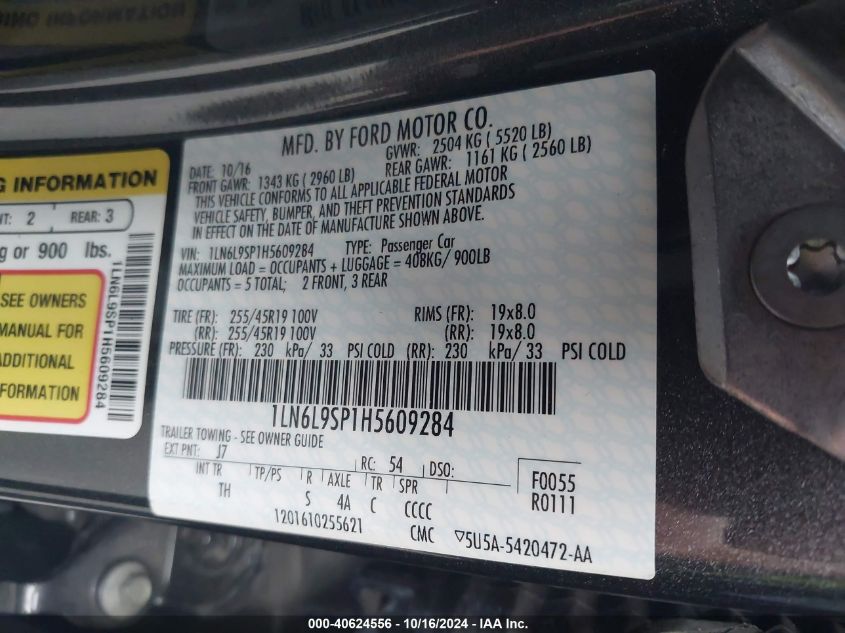 MFD. BY FORD MOTOR CO.
DATE: 10/16 GVWR: 2504 KG ( 5520 LB)
FRONT GAWR: 1343 KG ( 2960 LB) REAR GAWR: 1161 KG ( 2560 LB)
THIS VEHICLE CONFORMS TO ALL APPLICABLE FEDERAL MOTOR
VEHICLE SAFETY, BUMPER, AND THEFT PREVENTION STANDARDS
IN EFFECT ON THE DATE OF MANUFACTURE SHOWN ABOVE.
VIN: 1LN6L9SP1H5609284 TYPE: Passenger Car
MAXIMUM LOAD = OCCUPANTS + LUGGAGE = 408KG/ 900LB
OCCUPANTS = 5 TOTAL; 2 FRONT, 3 REAR
TIRE (FR): 255/45R19 100V RIMS (FR): 19x8.0
(RR): 255/45R19 100V (RR): 19x8.0
PRESSURE (FR): 230 kPa/ 33 PSI COLD (RR): 230 kPa/ 33 PSI COLD
1LN6L9SP1H5609284
TRAILER TOWING - SEE OWNER GUIDE
EXT PNT: J7 RC: 54 DSO: F0055
INT TR TP/PS R AXLE TR SPR R0111
TH S 4A C CCCC
1201610255621 CMC ▽5U5A-5420472-AA
G INFORMATION
NT: 2 REAR: 3
g or 900 lbs.
SEE OWNERS
MANUAL FOR
ADDITIONAL
FORMATION
1LN6L9SP1H5609284
000-40624556 - 10/16/2024 - IAA Inc.